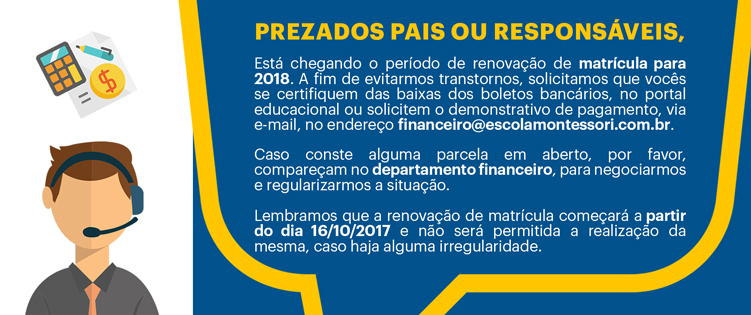 PREZADOS PAIS OU RESPONSÁVEIS,
Está chegando o período de renovação de matrícula para
2018. A fim de evitarmos transtornos, solicitamos que vocês
se certifiquem das baixas dos boletos bancários, no portal
educacional ou solicitem o demonstrativo de pagamento, via
e-mail, no endereço financeiro@escolamontessori.com.br.
Caso conste alguma parcela em aberto, por favor,
compareçam no departamento financeiro, para negociarmos
e regularizarmos a situação.
Lembramos que a renovação de matrícula começará a partir
do dia 16/10/2017 e não será permitida a realização da
mesma, caso haja alguma irregularidade.